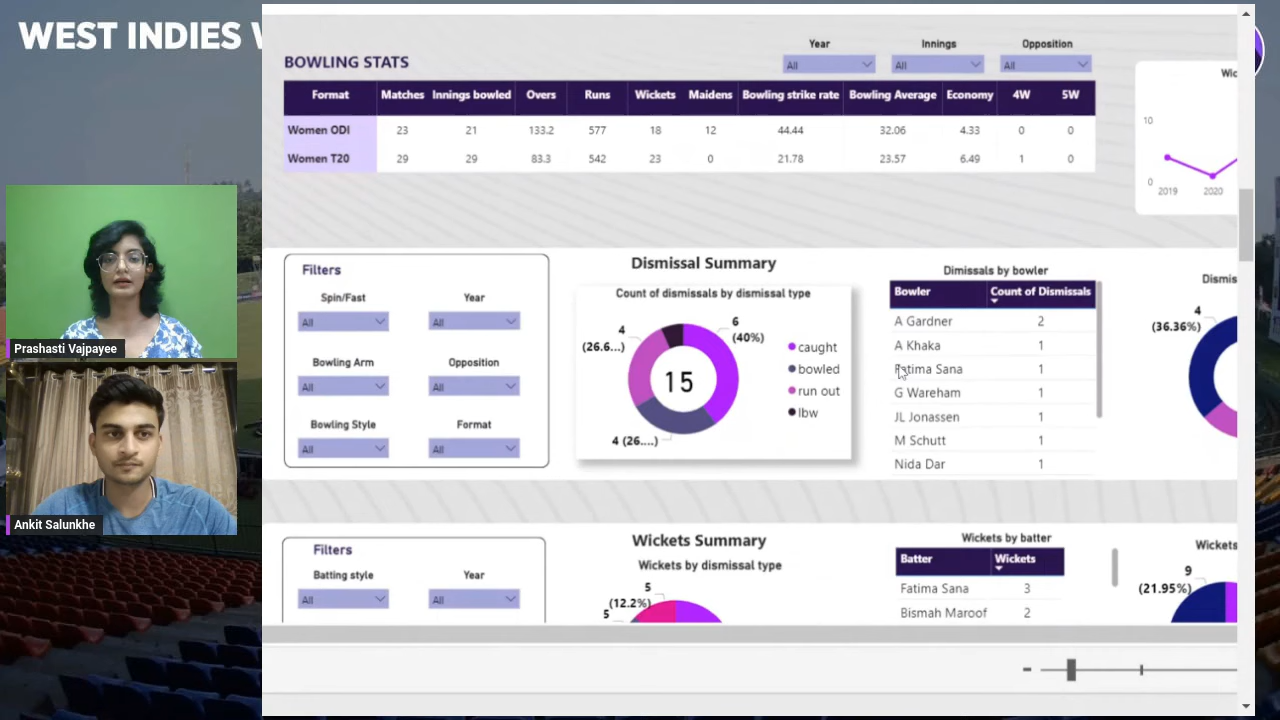 WEST INDIES
BOWLING STATS
Year Innings Opposition
All All All
Format Matches Innings bowled Overs Runs Wickets Maidens Bowling strike rate Bowling Average Economy 4W 5W
Women ODI 23 21 133.2 577 18 12 44.44 32.06 4.33 0 0
Women T20 29 29 83.3 542 23 0 21.78 23.57 6.49 1 0
Wic
10
0
2019 2020
Prashasti Vajpayee
Ankit Salunkhe
Filters
Spin/Fast Year
All All
Bowling Arm Opposition
All All
Bowling Style Format
All All
Dismissal Summary
Count of dismissals by dismissal type
6
(40%)
4
(26.6...)
15
4 (26....)
caught
bowled
run out
lbw
Dimissals by bowler
Bowler Count of Dismissals
A Gardner 2
A Khaka 1
Fatima Sana 1
G Wareham 1
JL Jonassen 1
M Schutt 1
Nida Dar 1
Dismis
4
(36.36%)
Filters
Batting style Year
All All
Wickets Summary
Wickets by dismissal type
5
(12.2%)
5
Wickets by batter
Batter Wickets
Fatima Sana 3
Bismah Maroof 2
Wickets
9
(21.95%)